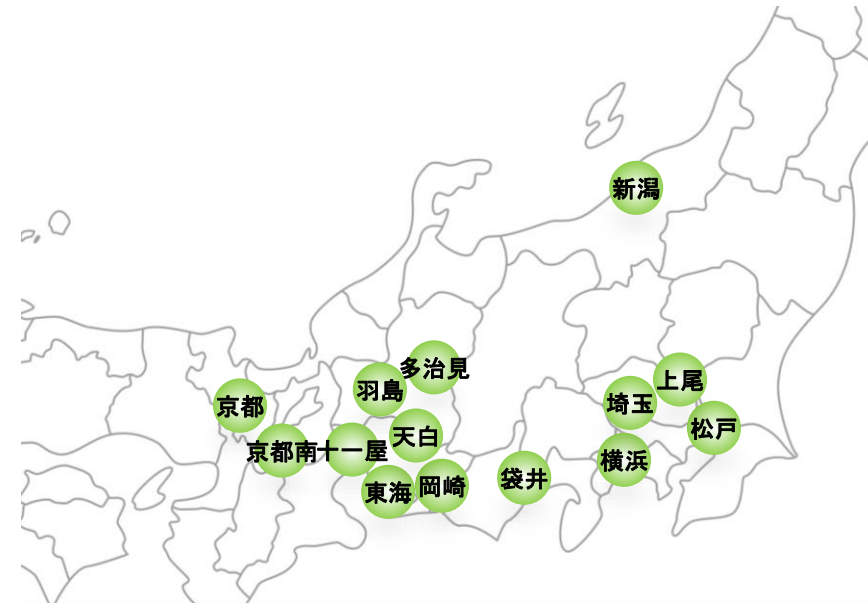 新潟
多治見
上尾
羽島
埼玉
京都
松戸
天白
京都南
十一屋
横浜
袋井
岡崎
東海